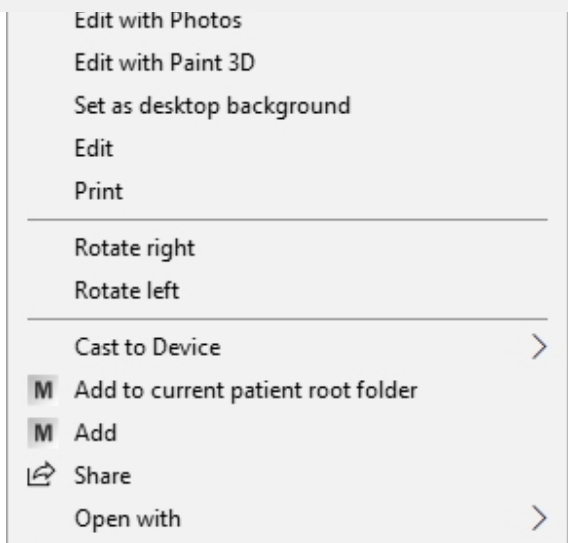 Edit with Photos
Edit with Paint 3D
Set as desktop background
Edit
Print
Rotate right
Rotate left
Cast to Device
M Add to current patient root folder
M Add
Share
Open with